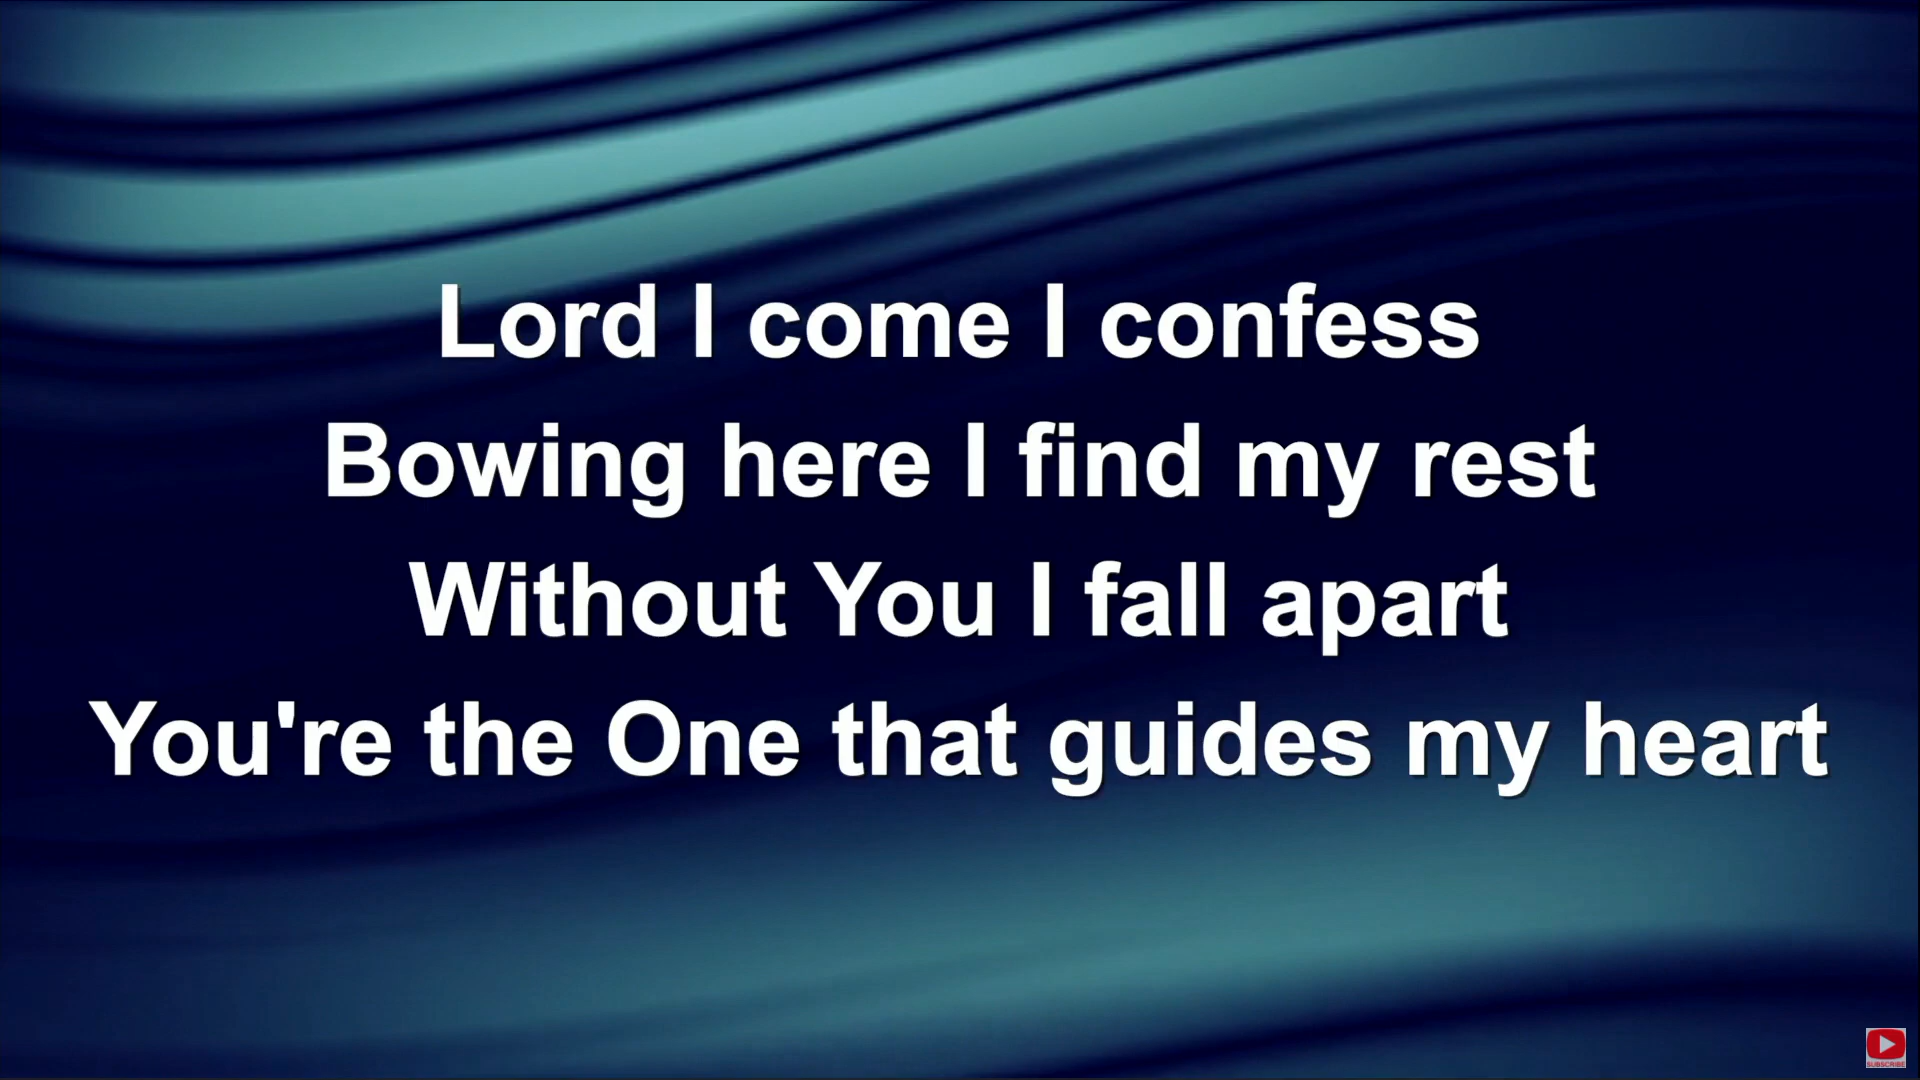 Lord I come I confess
Bowing here I find my rest
Without You I fall apart
You're the One that guides my heart
SUBSCRIBE